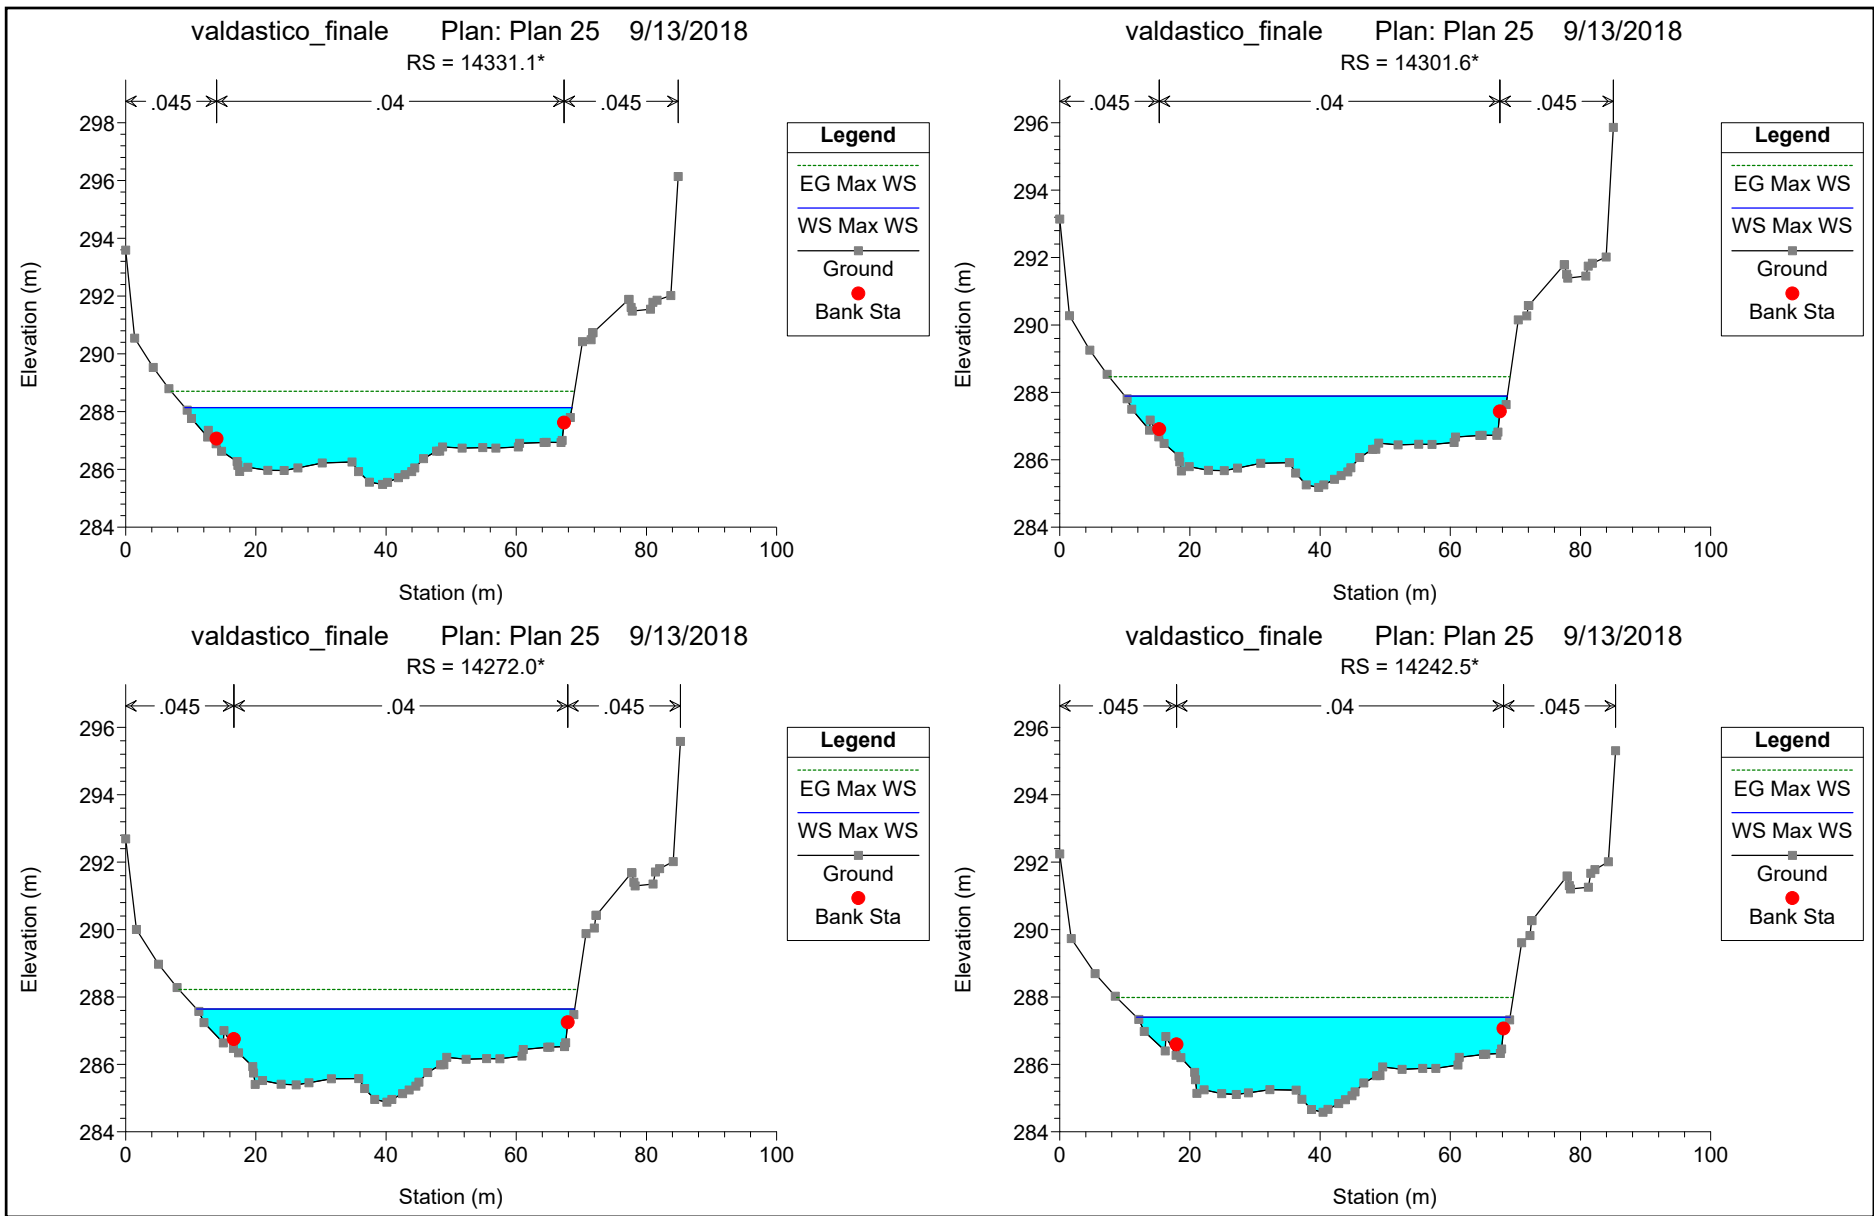 valdastico_finale Plan: Plan 25 9/13/2018
RS = 14331.1*
.045 .04 .045
298
296
294
292
290
288
286
284
0 20 40 60 80 100
Elevation (m)
Station (m)
Legend
EG Max WS
WS Max WS
Ground
Bank Sta
valdastico_finale Plan: Plan 25 9/13/2018
RS = 14301.6*
.045 .04 .045
296
294
292
290
288
286
284
0 20 40 60 80 100
Elevation (m)
Station (m)
Legend
EG Max WS
WS Max WS
Ground
Bank Sta
valdastico_finale Plan: Plan 25 9/13/2018
RS = 14272.0*
.045 .04 .045
296
294
292
290
288
286
284
0 20 40 60 80 100
Elevation (m)
Station (m)
Legend
EG Max WS
WS Max WS
Ground
Bank Sta
valdastico_finale Plan: Plan 25 9/13/2018
RS = 14242.5*
.045 .04 .045
296
294
292
290
288
286
284
0 20 40 60 80 100
Elevation (m)
Station (m)
Legend
EG Max WS
WS Max WS
Ground
Bank Sta